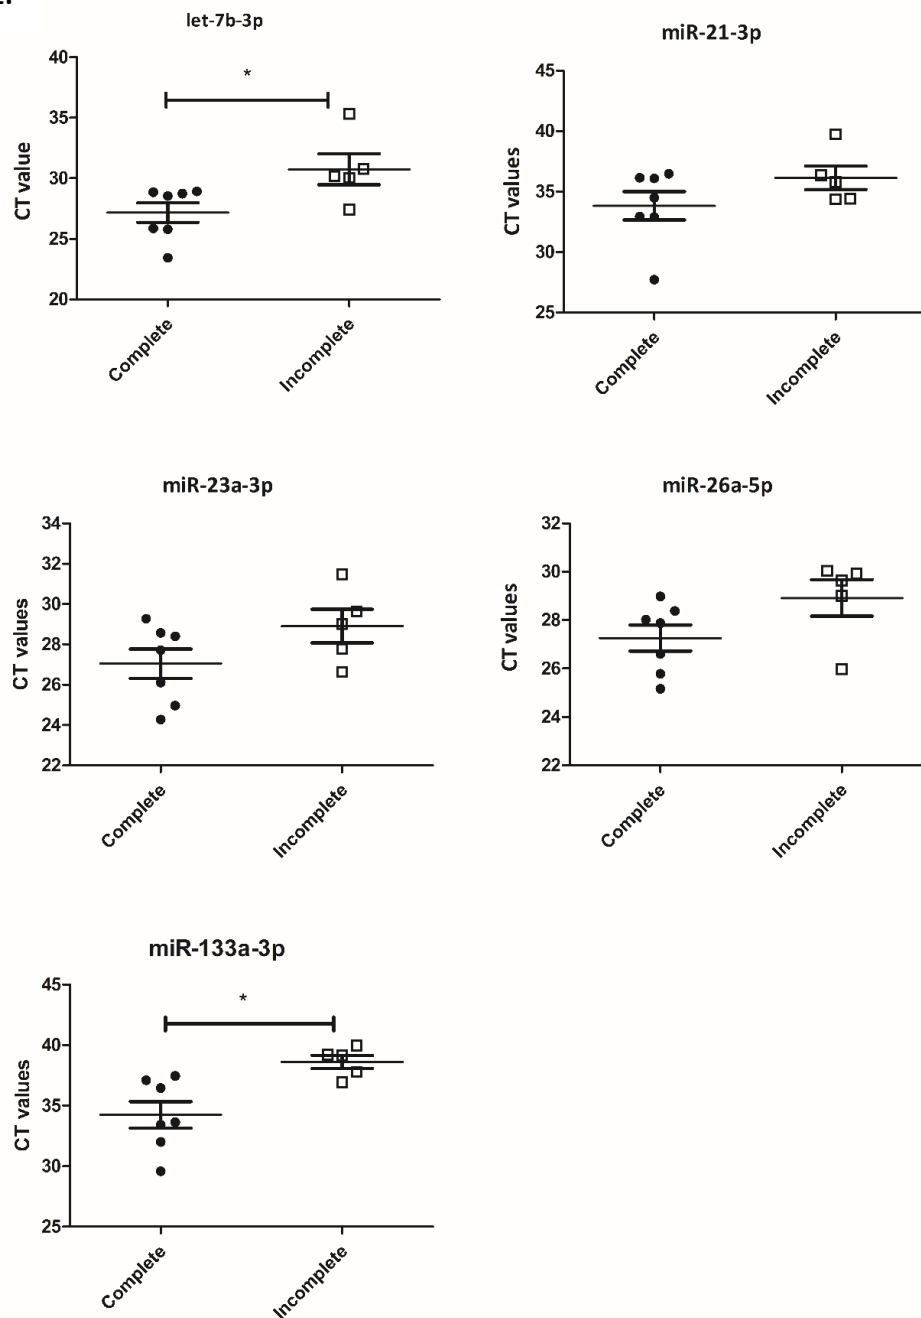 let-7b-3p
CT value
40
*
35
30
25
20
Complete
Incomplete
miR-21-3p
CT values
45
40
35
30
25
Complete
Incomplete
miR-23a-3p
CT values
34
32
30
28
26
24
22
Complete
Incomplete
miR-26a-5p
CT values
32
30
28
26
24
22
Complete
Incomplete
miR-133a-3p
CT values
45
*
40
35
30
25
Complete
Incomplete